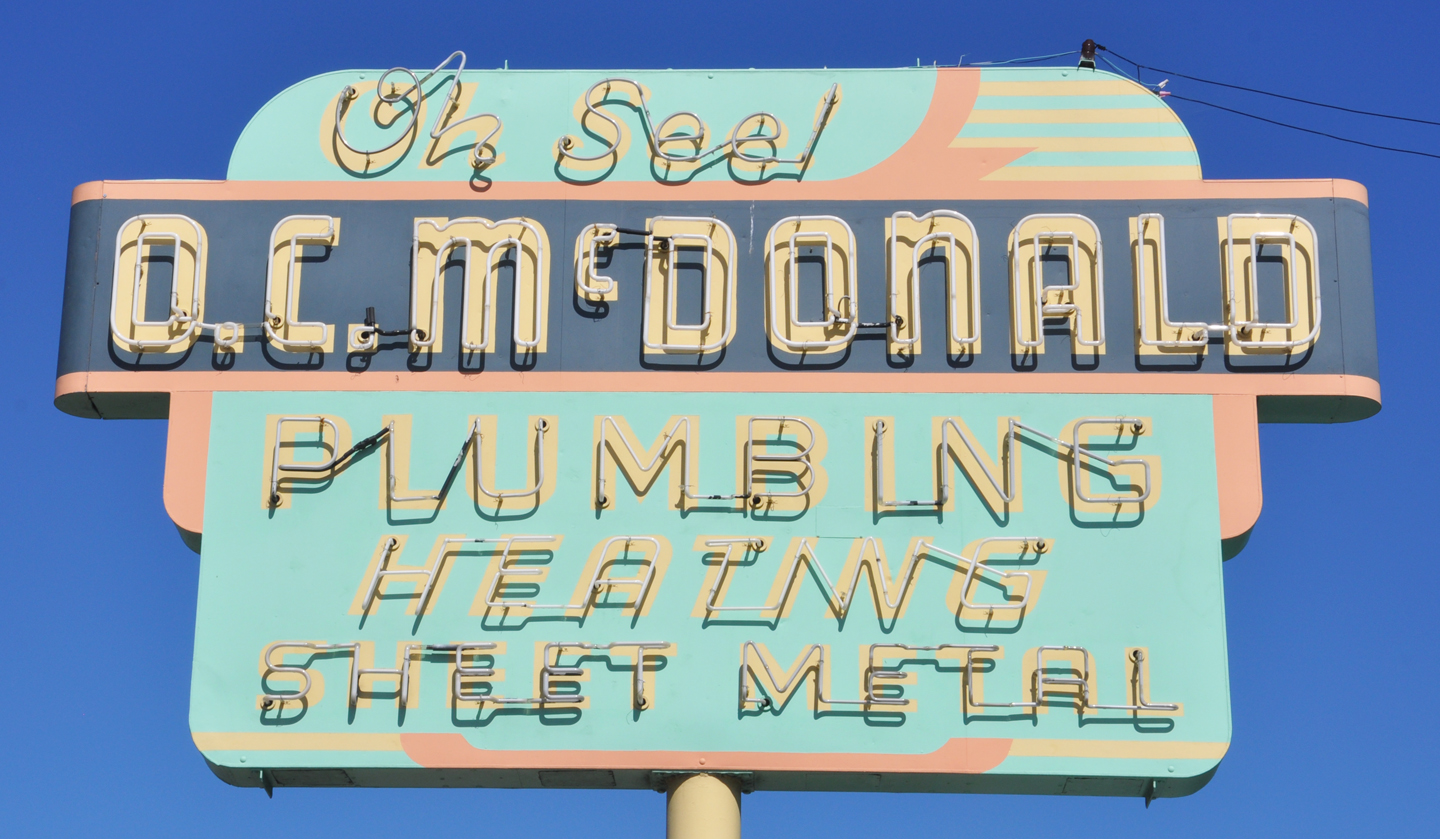 Oh See!
O.C. McDONALD
PLUMBING
HEATING
SHEET METAL